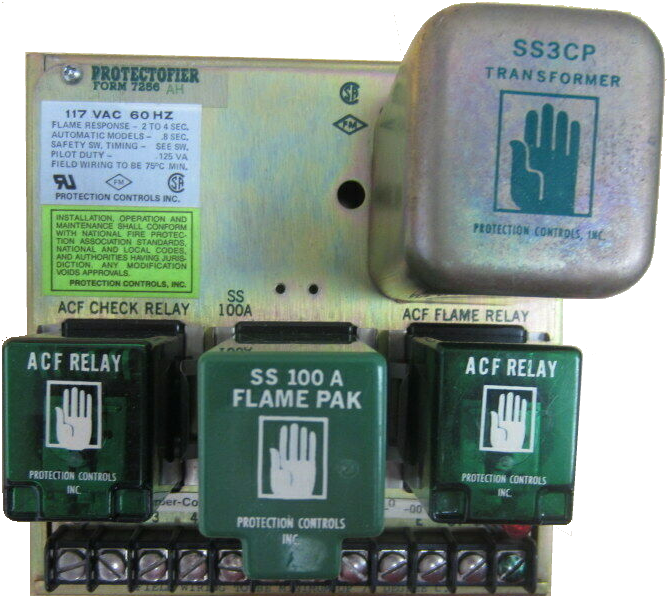 PROTECTOFIER
FORM 7286 AH
117 VAC 60 HZ
FLAME RESPONSE - 2 TO 4 SEC.
AUTOMATIC MODELS - .8 SEC.
SAFETY SW. TIMING - SEE SW.
PILOT DUTY - 125 VA
FIELD WIRING TO BE 75°C MIN.
FM
PROTECTION CONTROLS INC.
INSTALLATION, OPERATION AND
MAINTENANCE SHALL CONFORM
WITH NATIONAL FIRE PROTEC-
TION ASSOCIATION STANDARDS,
NATIONAL AND LOCAL CODES,
AND AUTHORITIES HAVING JURIS-
DICTION. ANY MODIFICATION
VOIDS APPROVALS.
PROTECTION CONTROLS, INC.
FM
SS3CP
TRANSFORMER
PROTECTION CONTROLS, INC.
ACF CHECK RELAY
SS
100A
ACF FLAME RELAY
ACF RELAY
PROTECTION CONTROLS
INC.
SS 100 A
FLAME PAK
PROTECTION CONTROLS
INC.
ACF RELAY
PROTECTION CONTROLS
INC.
3 4